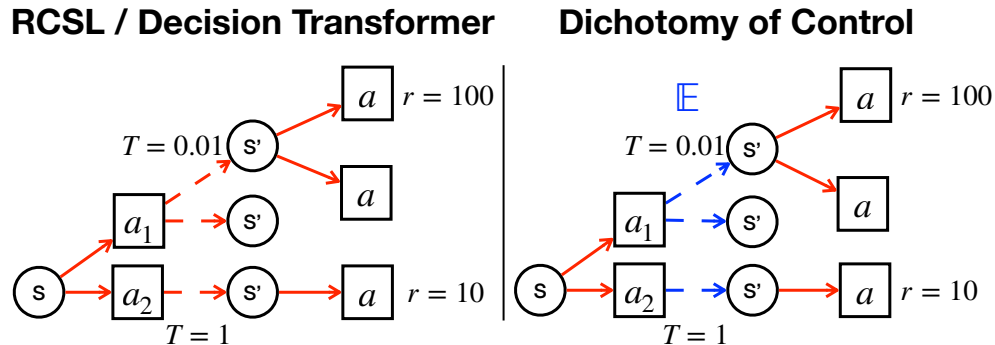 RCSL / Decision Transformer
a r = 100
T = 0.01 s'
a
a₁ s'
s a₂ s' a r = 10
T = 1
Dichotomy of Control
𝔼 a r = 100
T = 0.01 s'
a
a₁ s'
s a₂ s' a r = 10
T = 1